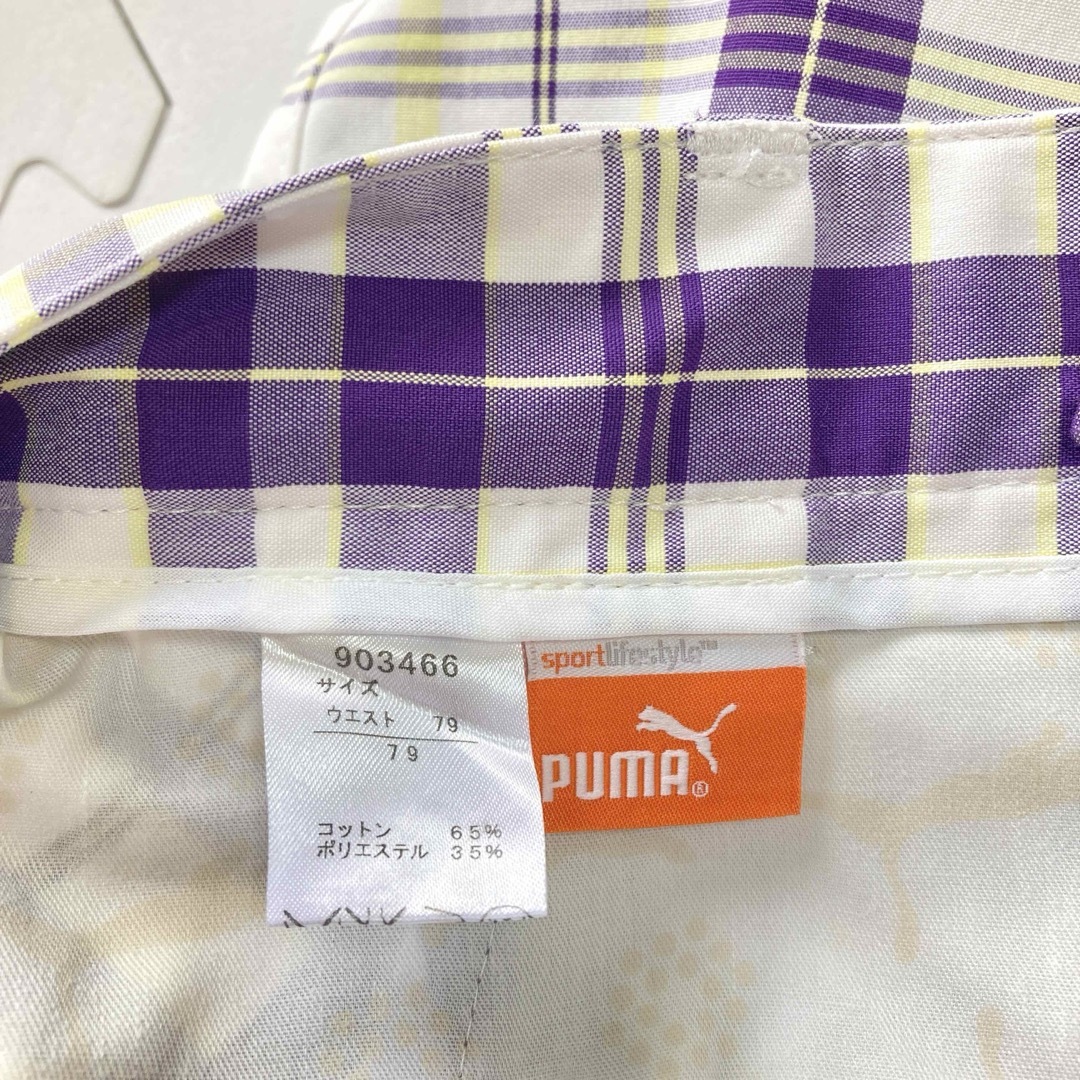 903466
サイズ
ウエスト 79
79
コットン 65%
ポリエステル 35%
sportlifestyle™
PUMA®